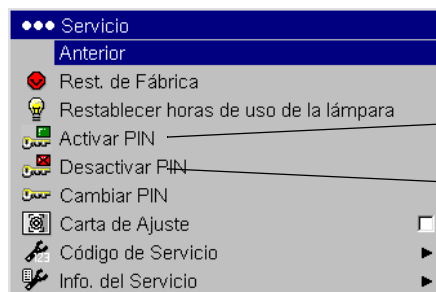 ●●● Servicio
Anterior
Rest. de Fábrica
Restablecer horas de uso de la lámpara
Activar PIN
Desactivar PIN
Cambiar PIN
Carta de Ajuste
Código de Servicio
Info. del Servicio